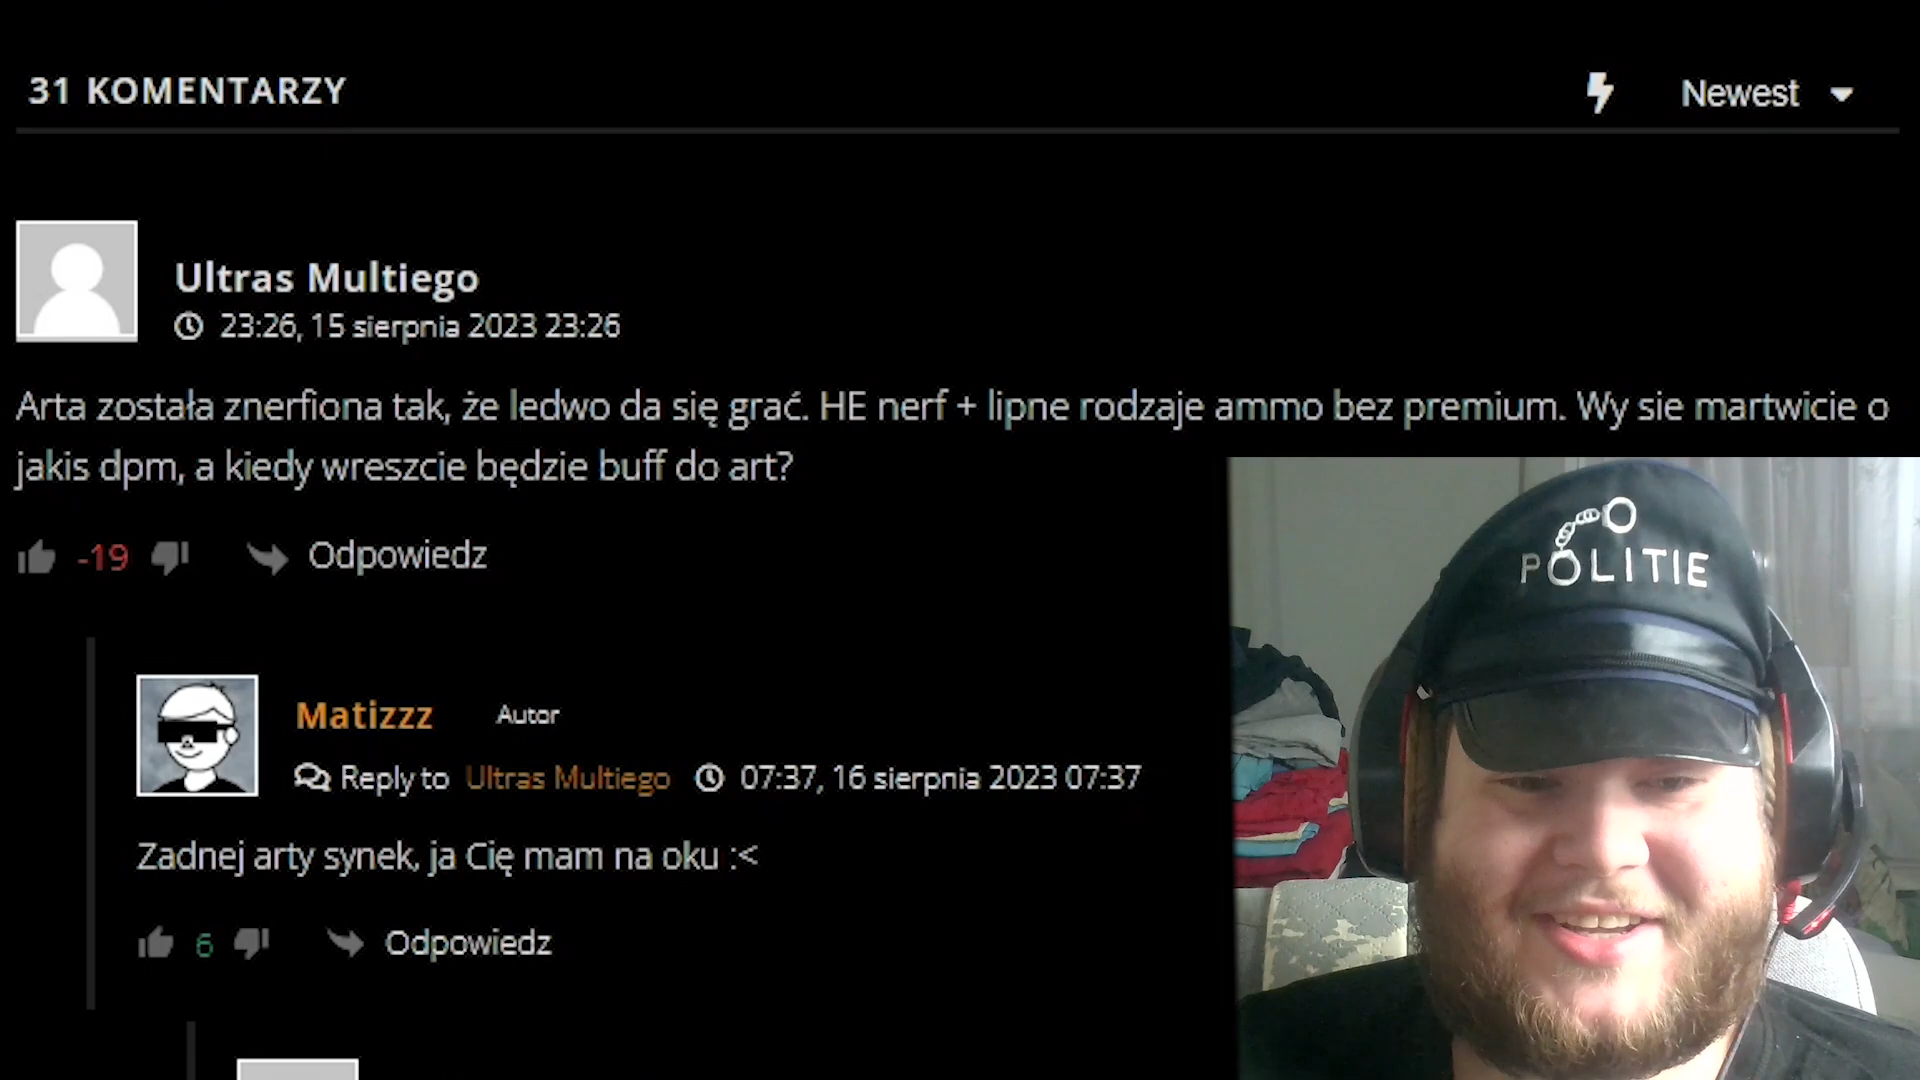 31 KOMENTARZY
Newest
Ultras Multiego
23:26, 15 sierpnia 2023 23:26
Arta została znerfiona tak, że ledwo da się grać. HE nerf + lipne rodzaje ammo bez premium. Wy sie martwicie o
jakis dpm, a kiedy wreszcie będzie buff do art?
-19 Odpowiedz
POLITIE
Matizzz Autor
Reply to Ultras Multiego 07:37, 16 sierpnia 2023 07:37
Zadnej arty synek, ja Cię mam na oku :<
6 Odpowiedz